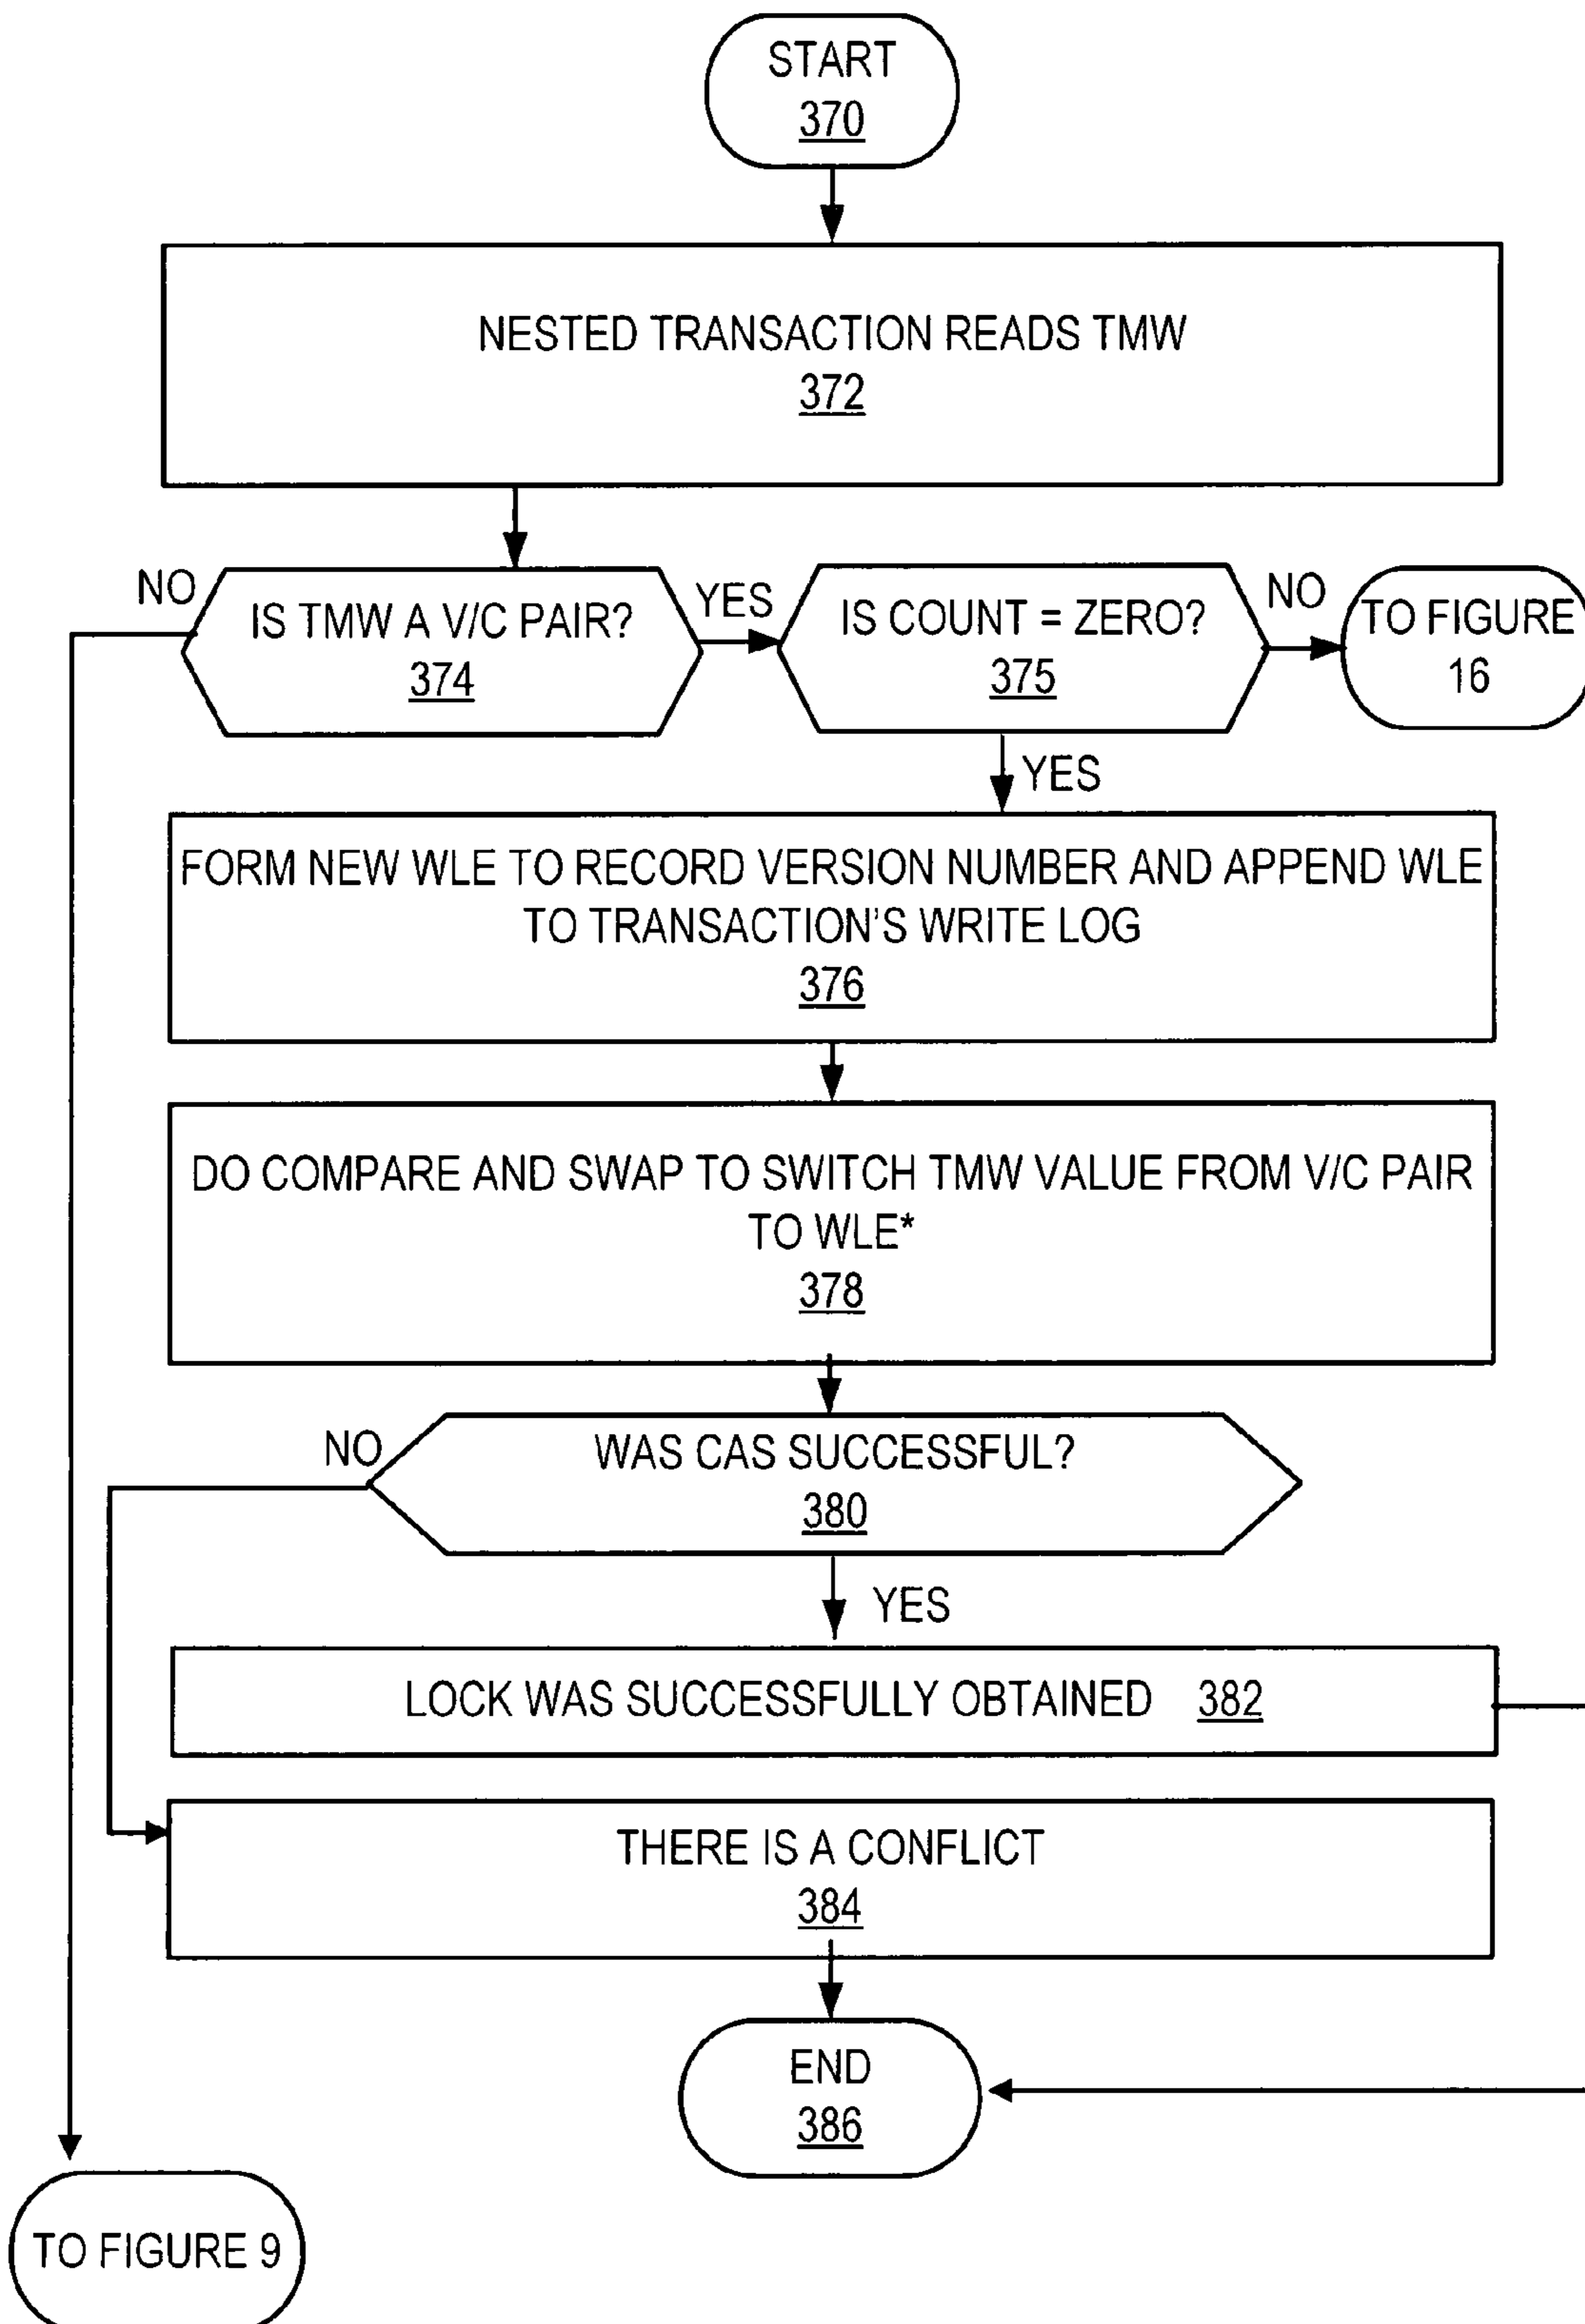 START
370
NESTED TRANSACTION READS TMW
372
NO
IS TMW A V/C PAIR?
374
YES
IS COUNT = ZERO?
375
NO
TO FIGURE
16
YES
FORM NEW WLE TO RECORD VERSION NUMBER AND APPEND WLE
TO TRANSACTION'S WRITE LOG
376
DO COMPARE AND SWAP TO SWITCH TMW VALUE FROM V/C PAIR
TO WLE*
378
NO
WAS CAS SUCCESSFUL?
380
YES
LOCK WAS SUCCESSFULLY OBTAINED 382
THERE IS A CONFLICT
384
END
386
TO FIGURE 9